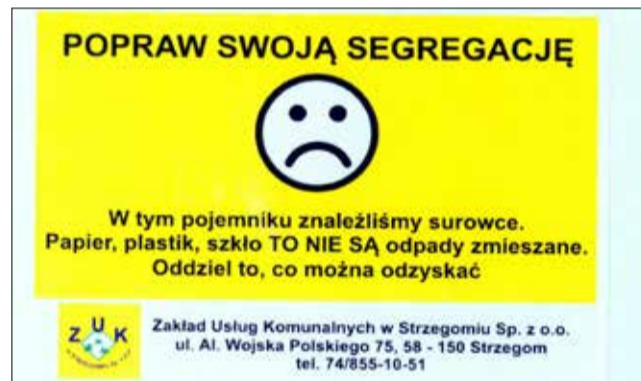 POPRAW SWOJĄ SEGREGACJĘ
W tym pojemniku znaleźliśmy surowce.
Papier, plastik, szkło TO NIE SĄ odpady zmieszane.
Oddziel to, co można odzyskać
Z U K
Zakład Usług Komunalnych w Strzegomiu Sp. z o.o.
ul. Al. Wojska Polskiego 75, 58 - 150 Strzegom
tel. 74/855-10-51